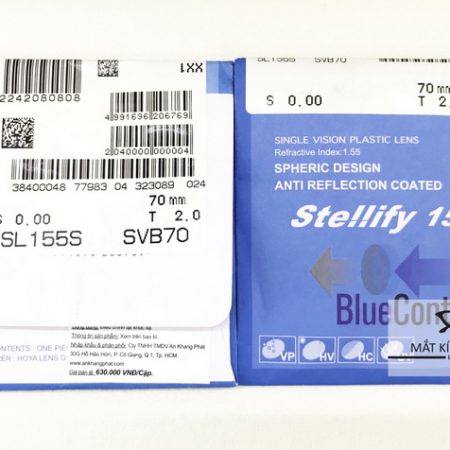 1XX
2242080808
4991696 206769
2040000 000004
38400048 77983 04 323089 024
70 mm
S 0.00 T 2.0
SL155S SVB70
CONTENTS : ONE PIE
RER : HOYA LENS G
Thông tin sản phẩm: Xem trên bao bì.
Nhập khẩu & phân phối: Cty TNHH TMDV An Khang Phát
30G Hồ Hảo Hớn, P. Cô Giang, Q.1, Tp. HCM.
www.ankhangphat.com
Giá bán lẻ: 630.000 VNĐ/Cặp.
SL155S SVB70
70 mm
S 0.00 T 2
SINGLE VISION PLASTIC LENS
Refractive Index:1.55
SPHERIC DESIGN
ANTI REFLECTION COATED
Stellify 15
BlueCont
VP HV HC
MẮT KÍ